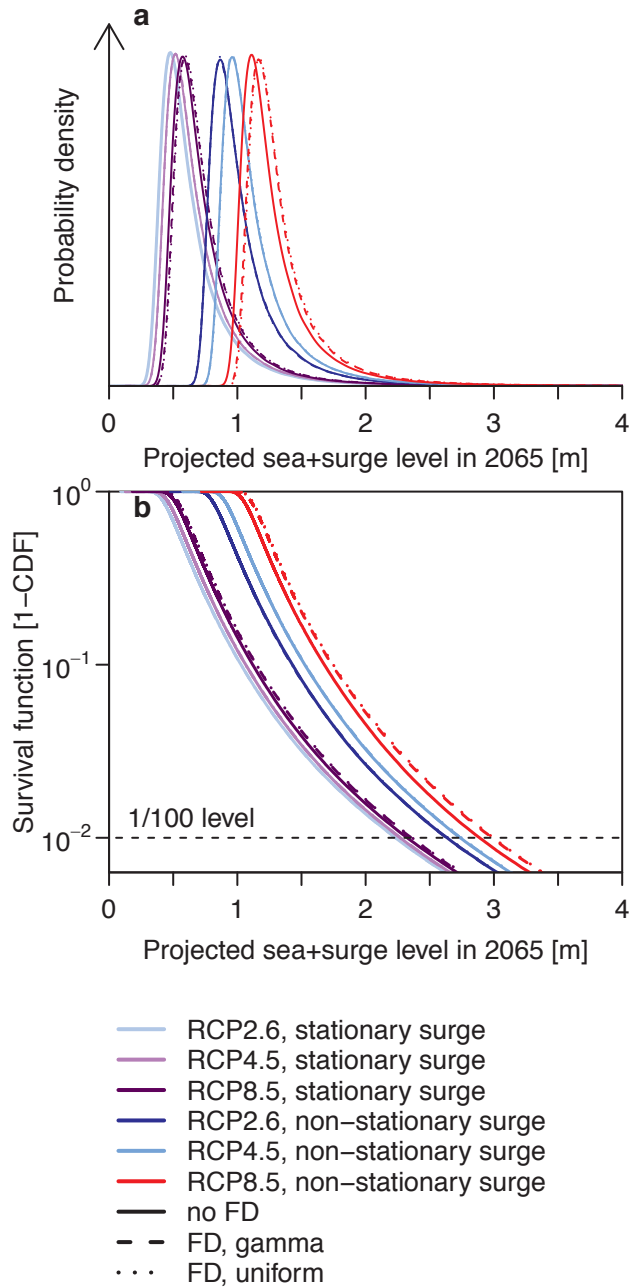 a
Probability density
0 1 2 3 4
Projected sea+surge level in 2065 [m]
b
Survival function [1−CDF]
10^0
10^−1
10^−2
1/100 level
0 1 2 3 4
Projected sea+surge level in 2065 [m]
RCP2.6, stationary surge
RCP4.5, stationary surge
RCP8.5, stationary surge
RCP2.6, non−stationary surge
RCP4.5, non−stationary surge
RCP8.5, non−stationary surge
no FD
FD, gamma
FD, uniform